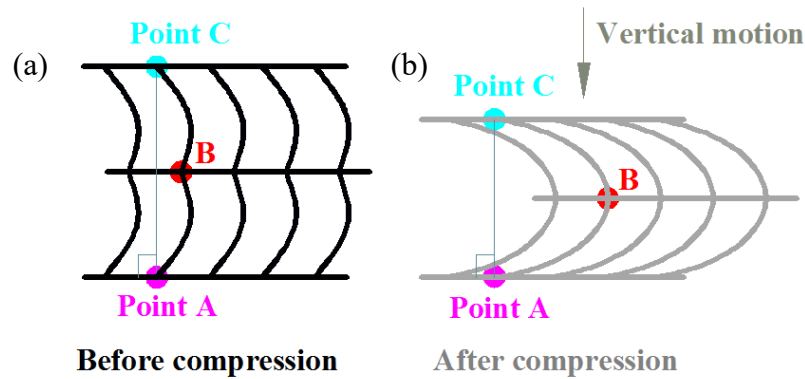 (a)
Point C
B
Point A
Before compression
(b)
Vertical motion
Point C
B
Point A
After compression